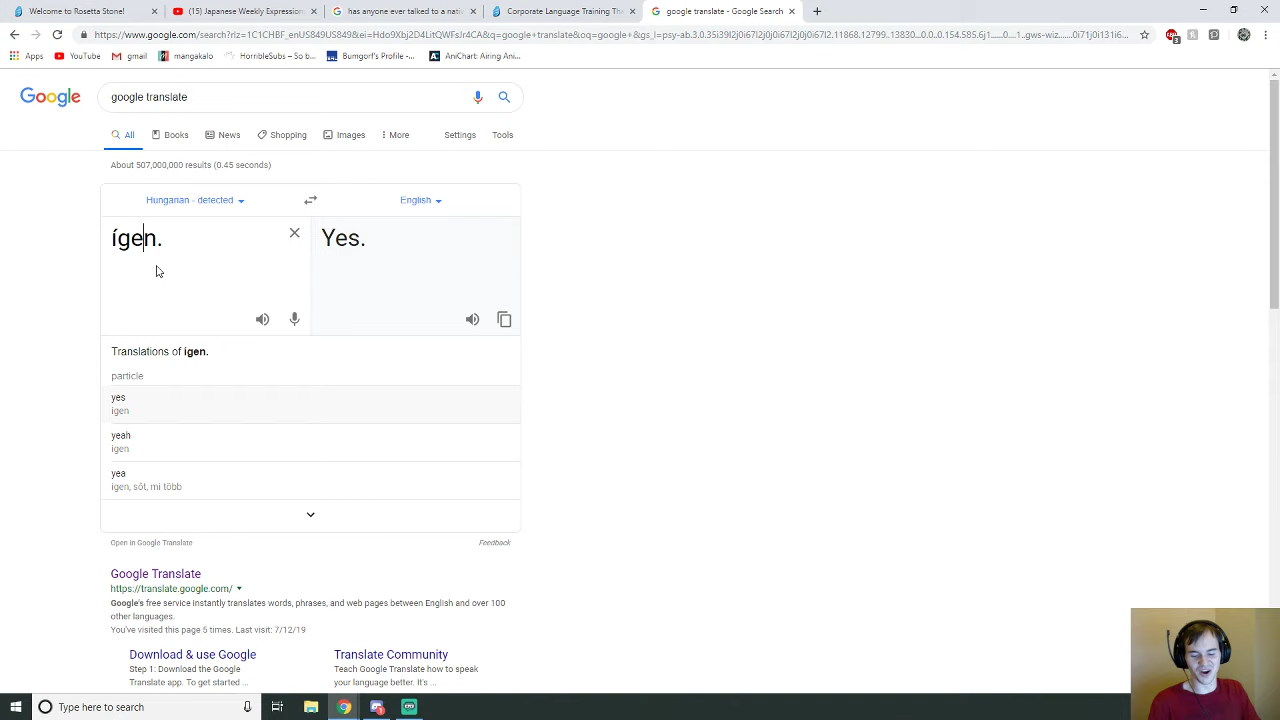 Welcome to Rosetta Stone!
(15) Japanese Weekly Expressions
has anyone ever talked to a nati
Corporate Language Training The
google translate - Google Search
Apps
YouTube
gmail
mangakalo
HorribleSubs – So b...
Bumgorf's Profile -...
AniChart: Airing Ani...
Google
google translate
All
Books
News
Shopping
Images
More
Settings
Tools
About 507,000,000 results (0.45 seconds)
Hungarian - detected
English
ígen.
Yes.
Translations of ígen.
particle
yes
igen
yeah
igen
yea
igen, sőt, mi több
Open in Google Translate
Feedback
Google Translate
https://translate.google.com/
Google's free service instantly translates words, phrases, and web pages between English and over 100
other languages.
You've visited this page 5 times. Last visit: 7/12/19
Download & use Google
Translate Community
Step 1: Download the Google
Teach Google Translate how to speak
Translate app. To get started ...
your language better. It's ...
Type here to search